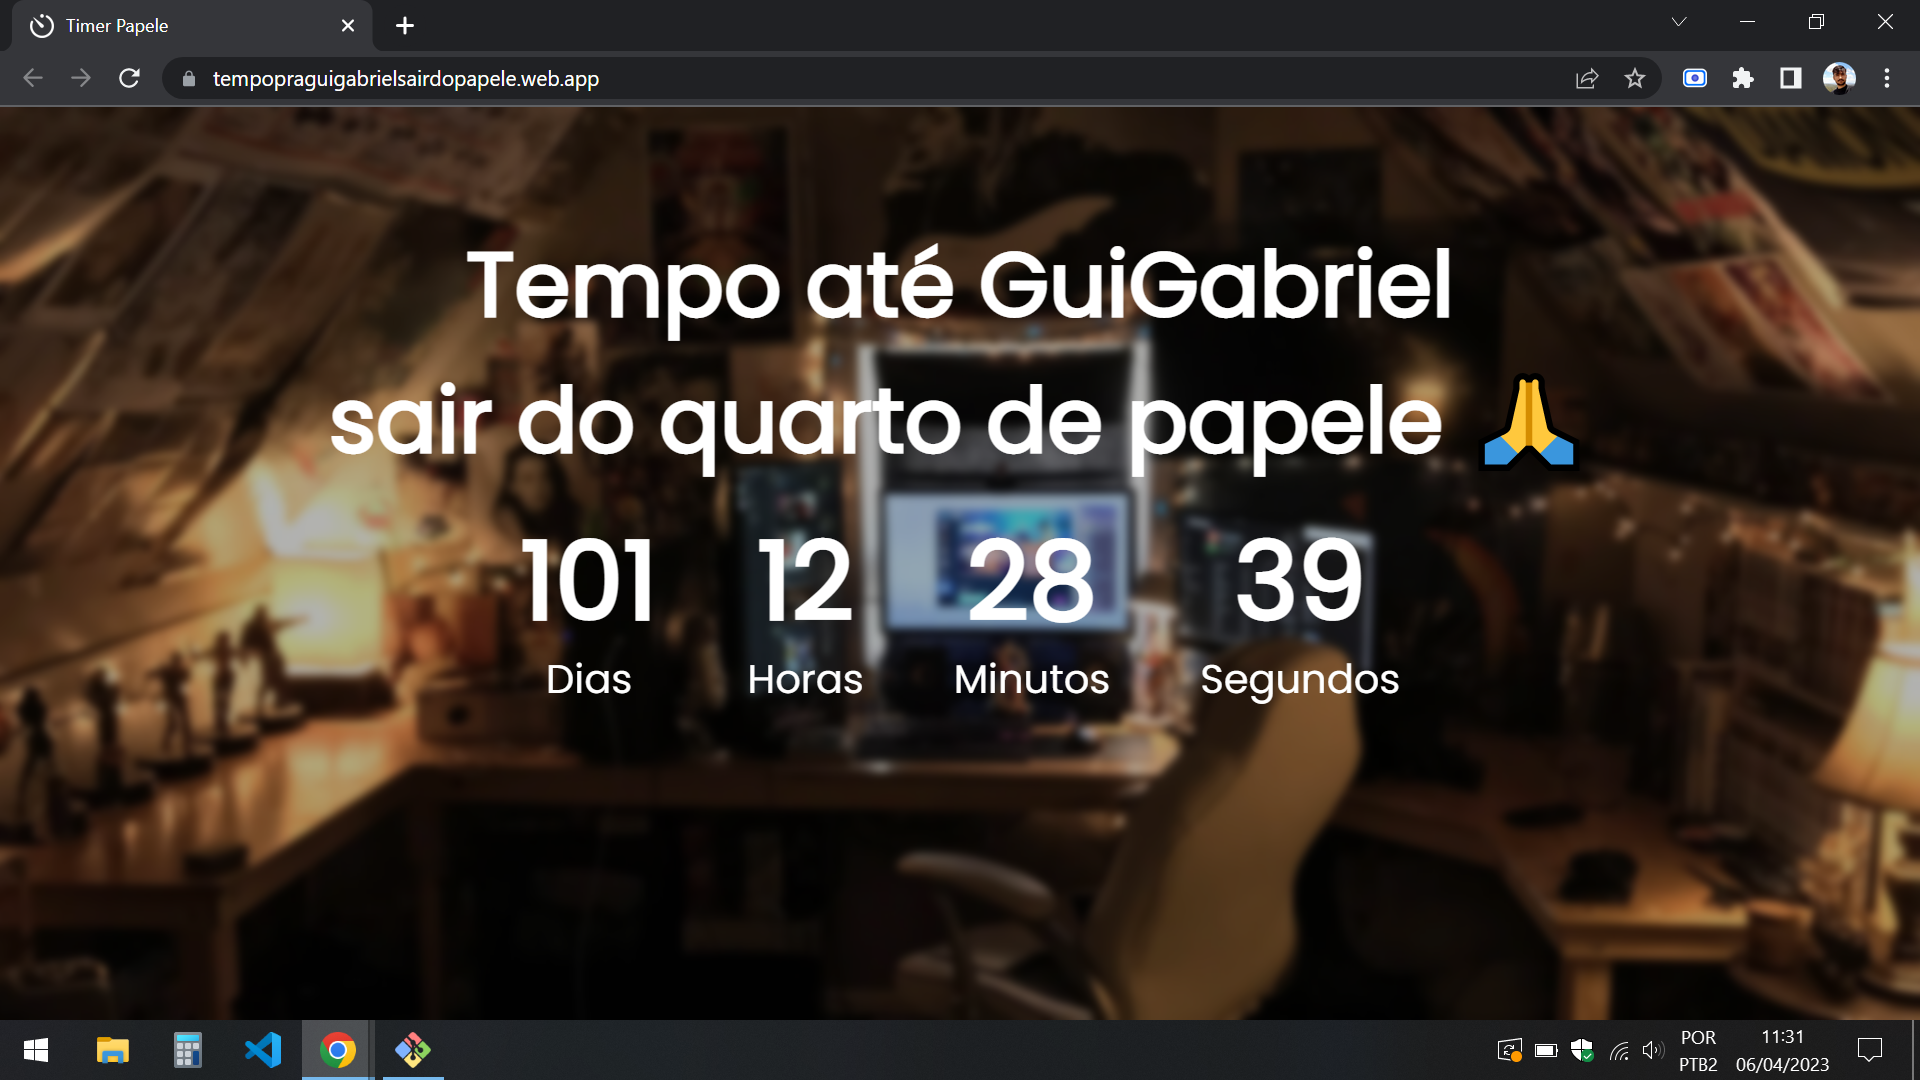 Timer Papele
tempopraguigabrielsairdopapele.web.app
Tempo até GuiGabriel
sair do quarto de papele 🙏
101 12 28 39
Dias Horas Minutos Segundos
POR 11:31
PTB2 06/04/2023